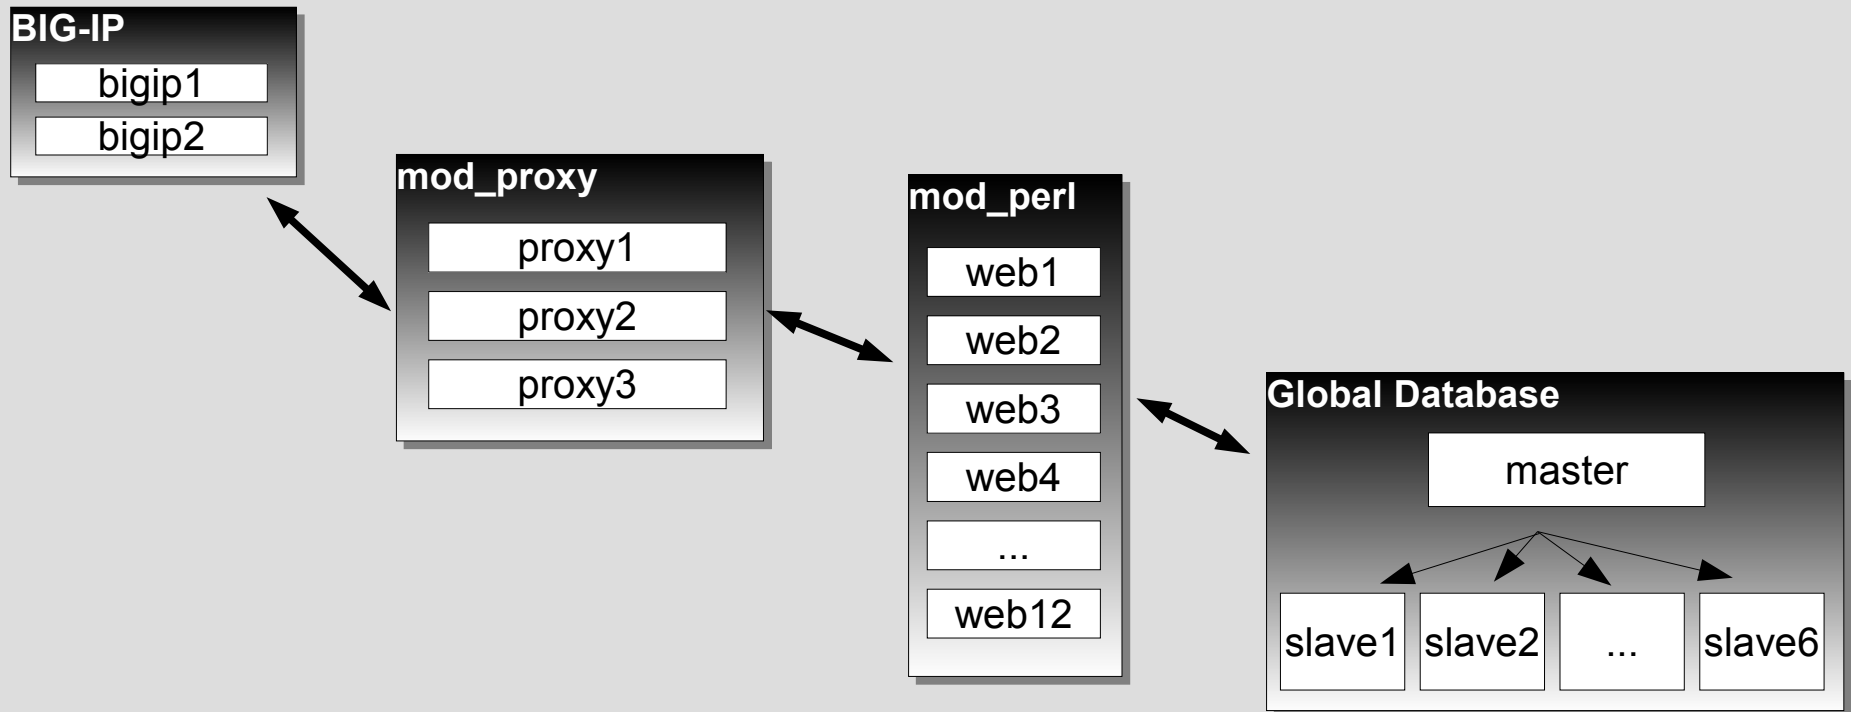 BIG-IP
bigip1
bigip2
mod_proxy
proxy1
proxy2
proxy3
mod_perl
web1
web2
web3
web4
...
web12
Global Database
master
slave1 slave2 ... slave6